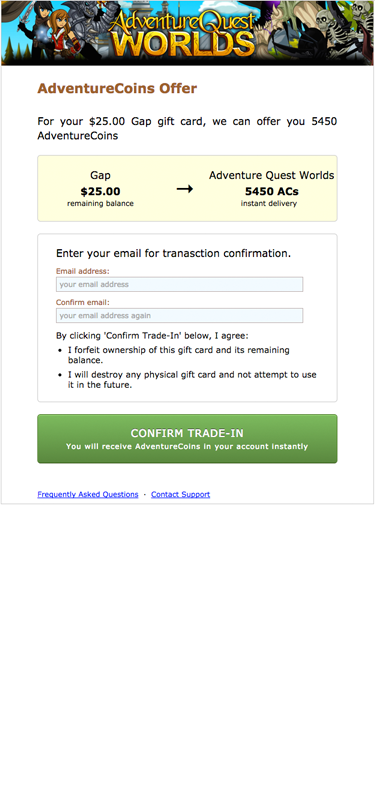 AdventureQuest
WORLDS
AdventureCoins Offer
For your $25.00 Gap gift card, we can offer you 5450
AdventureCoins
Gap
$25.00
remaining balance
→
Adventure Quest Worlds
5450 ACs
instant delivery
Enter your email for tranasction confirmation.
Email address:
your email address
Confirm email:
your email address again
By clicking 'Confirm Trade-In' below, I agree:
• I forfeit ownership of this gift card and its remaining
balance.
• I will destroy any physical gift card and not attempt to use
it in the future.
CONFIRM TRADE-IN
You will receive AdventureCoins in your account instantly
Frequently Asked Questions · Contact Support